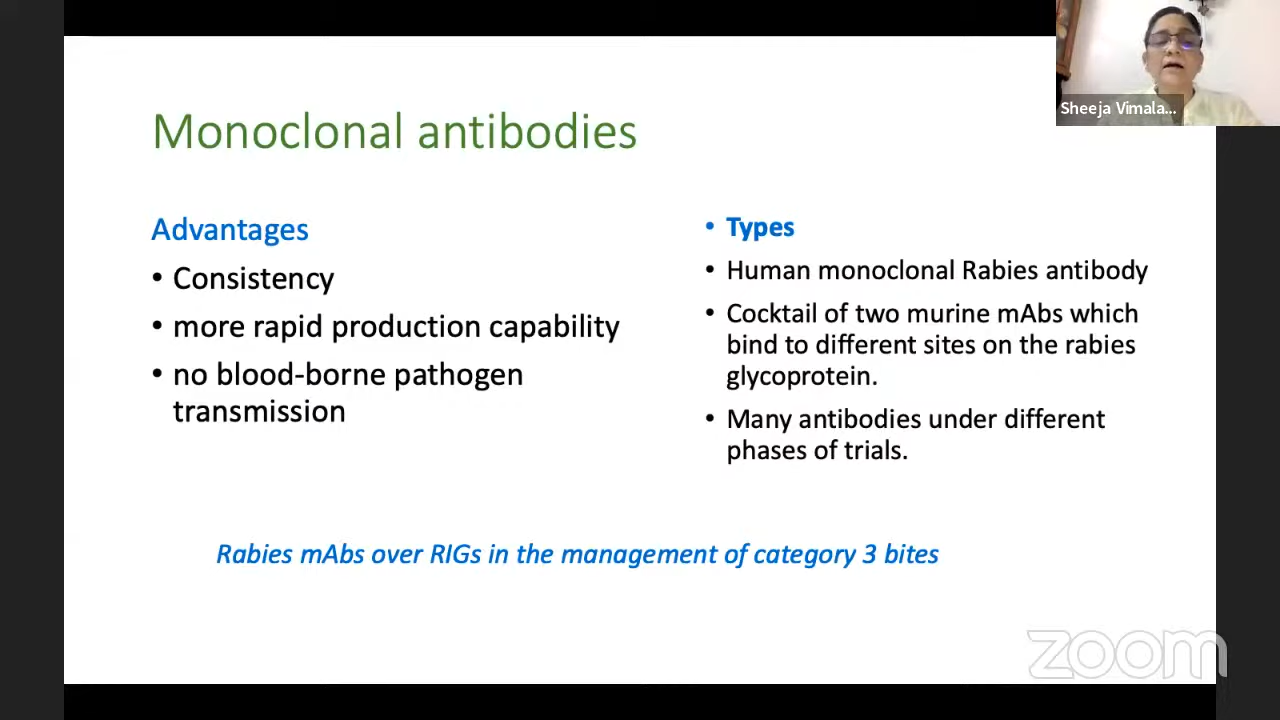 Sheeja Vimala...
Monoclonal antibodies
Advantages
• Consistency
• more rapid production capability
• no blood-borne pathogen
transmission
• Types
• Human monoclonal Rabies antibody
• Cocktail of two murine mAbs which
bind to different sites on the rabies
glycoprotein.
• Many antibodies under different
phases of trials.
Rabies mAbs over RIGs in the management of category 3 bites
zoom